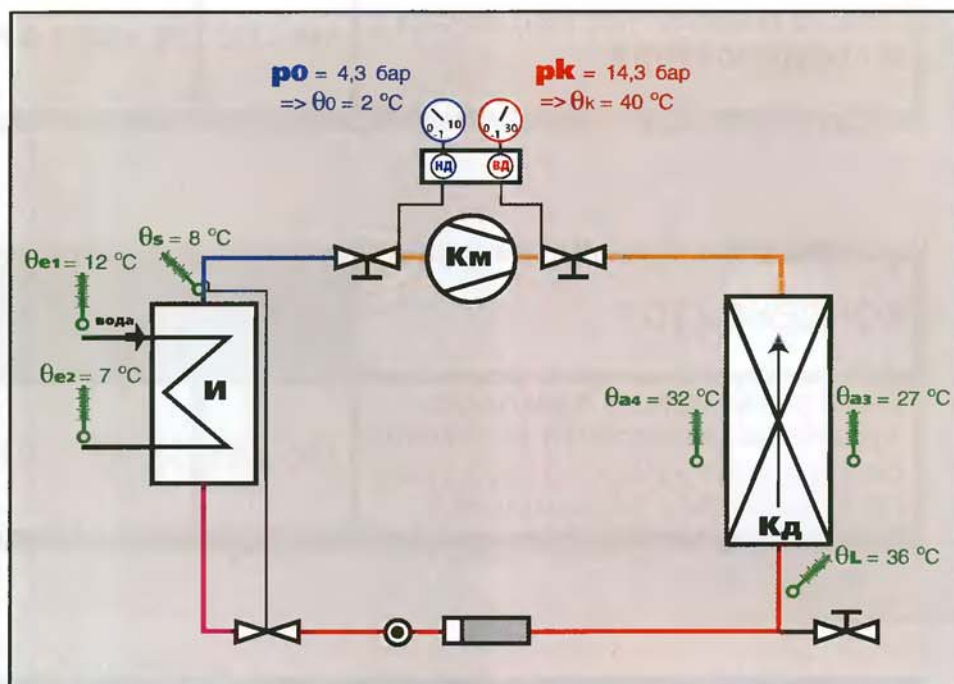 p0 = 4,3 бар
=> θ0 = 2 °C
pk = 14,3 бар
=> θk = 40 °C
0 10
-1
0 30
-1
НД
ВД
Км
θs = 8 °C
θe1 = 12 °C
вода
θe2 = 7 °C
И
θa4 = 32 °C
θa3 = 27 °C
Кд
θL = 36 °C